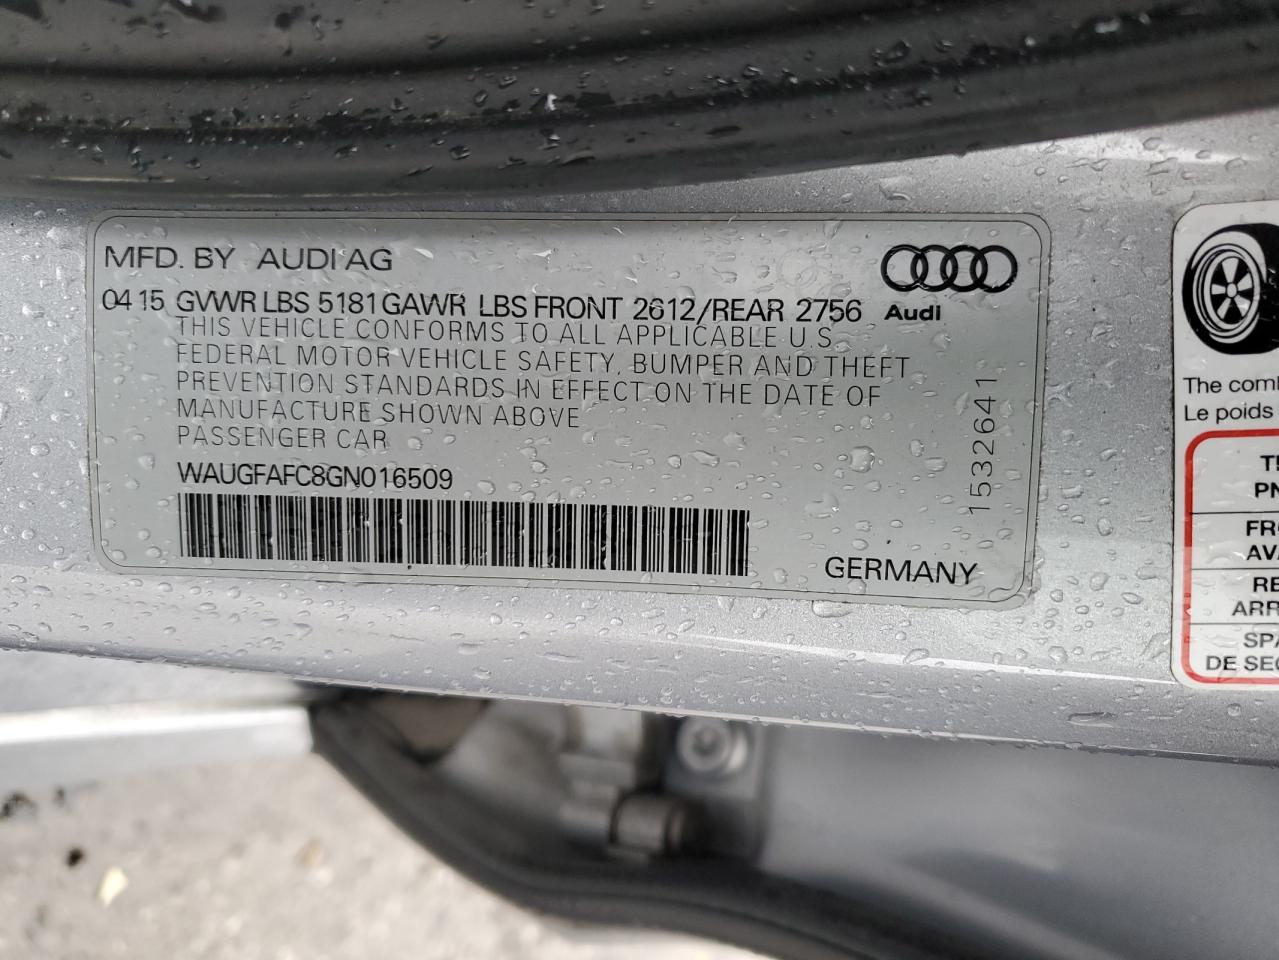 MFD. BY AUDI AG
04 15 GVWR LBS 5181 GAWR LBS FRONT 2612/REAR 2756 Audi
THIS VEHICLE CONFORMS TO ALL APPLICABLE U.S.
FEDERAL MOTOR VEHICLE SAFETY, BUMPER AND THEFT
PREVENTION STANDARDS IN EFFECT ON THE DATE OF
MANUFACTURE SHOWN ABOVE
PASSENGER CAR
WAUGFAFC8GN016509
GERMANY
1532641
The
Le poids